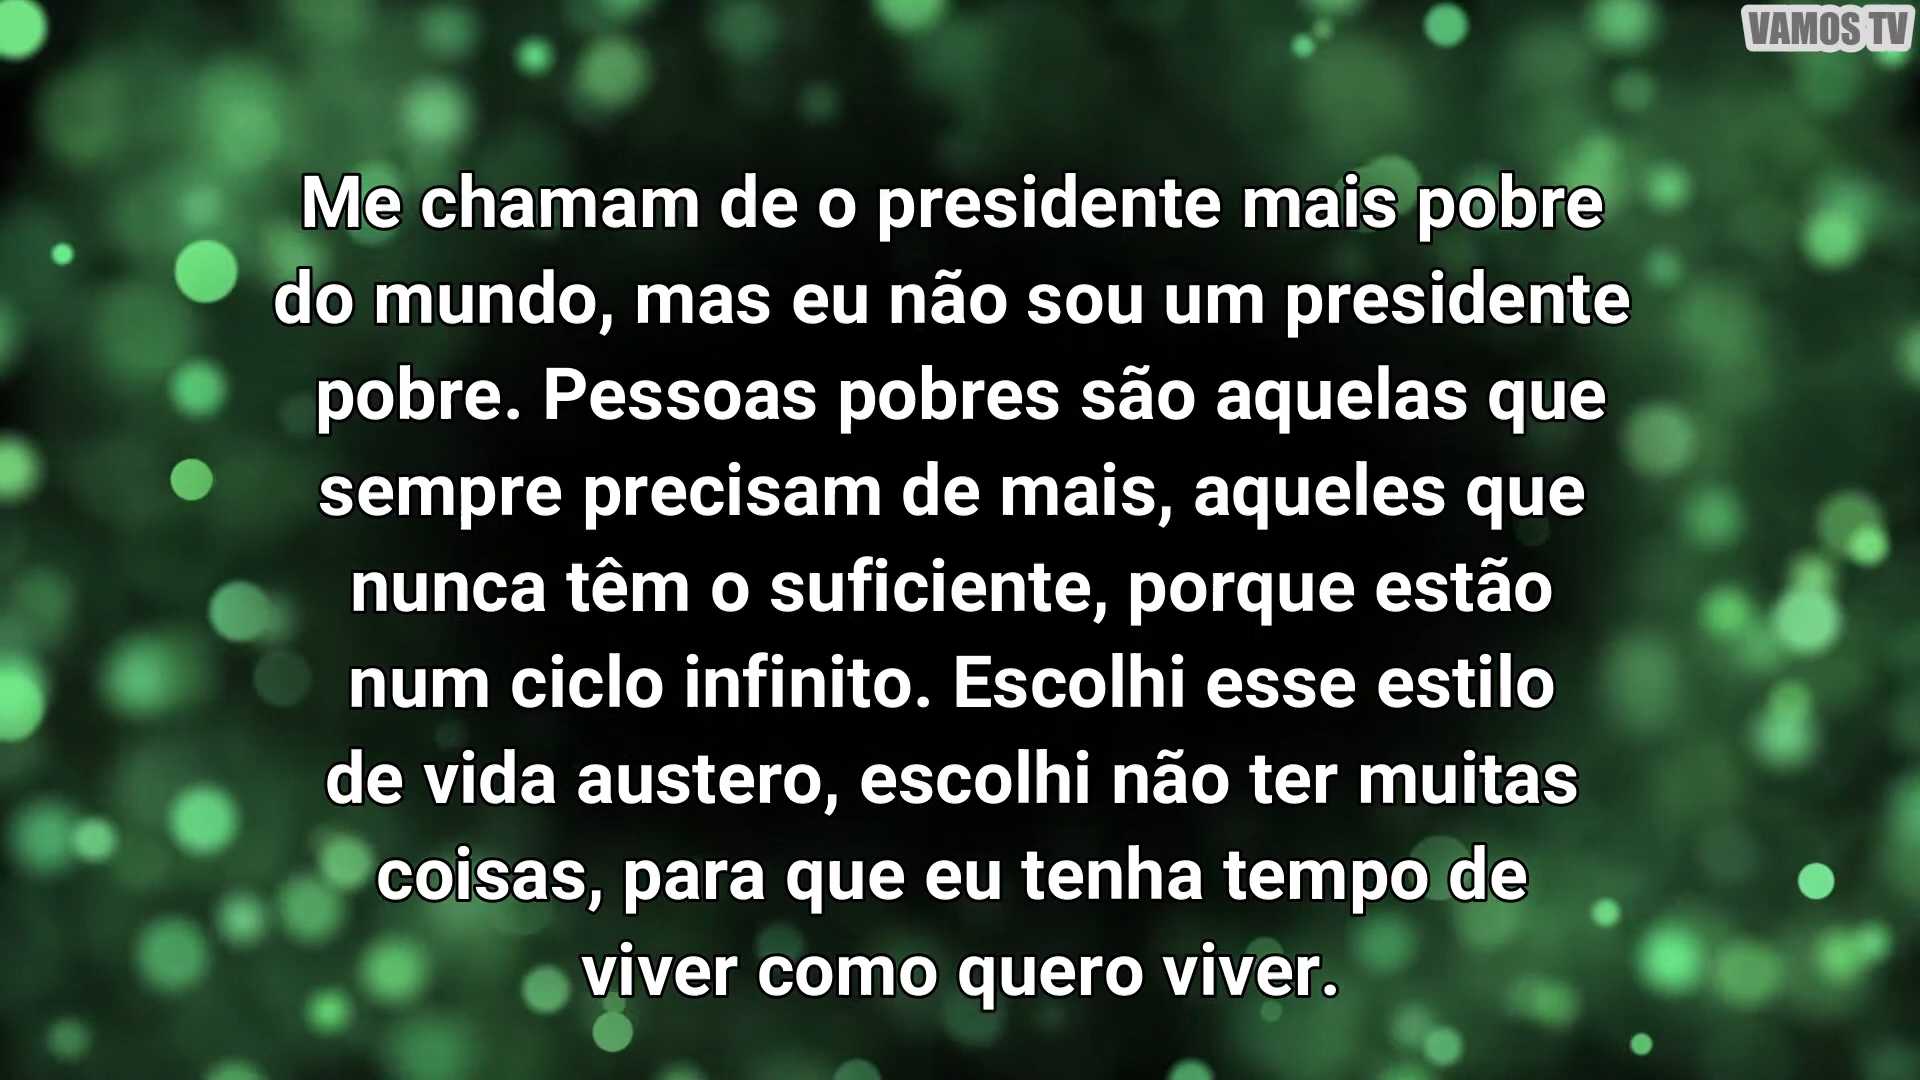 VAMOS TV
Me chamam de o presidente mais pobre
do mundo, mas eu não sou um presidente
pobre. Pessoas pobres são aquelas que
sempre precisam de mais, aqueles que
nunca têm o suficiente, porque estão
num ciclo infinito. Escolhi esse estilo
de vida austero, escolhi não ter muitas
coisas, para que eu tenha tempo de
viver como quero viver.